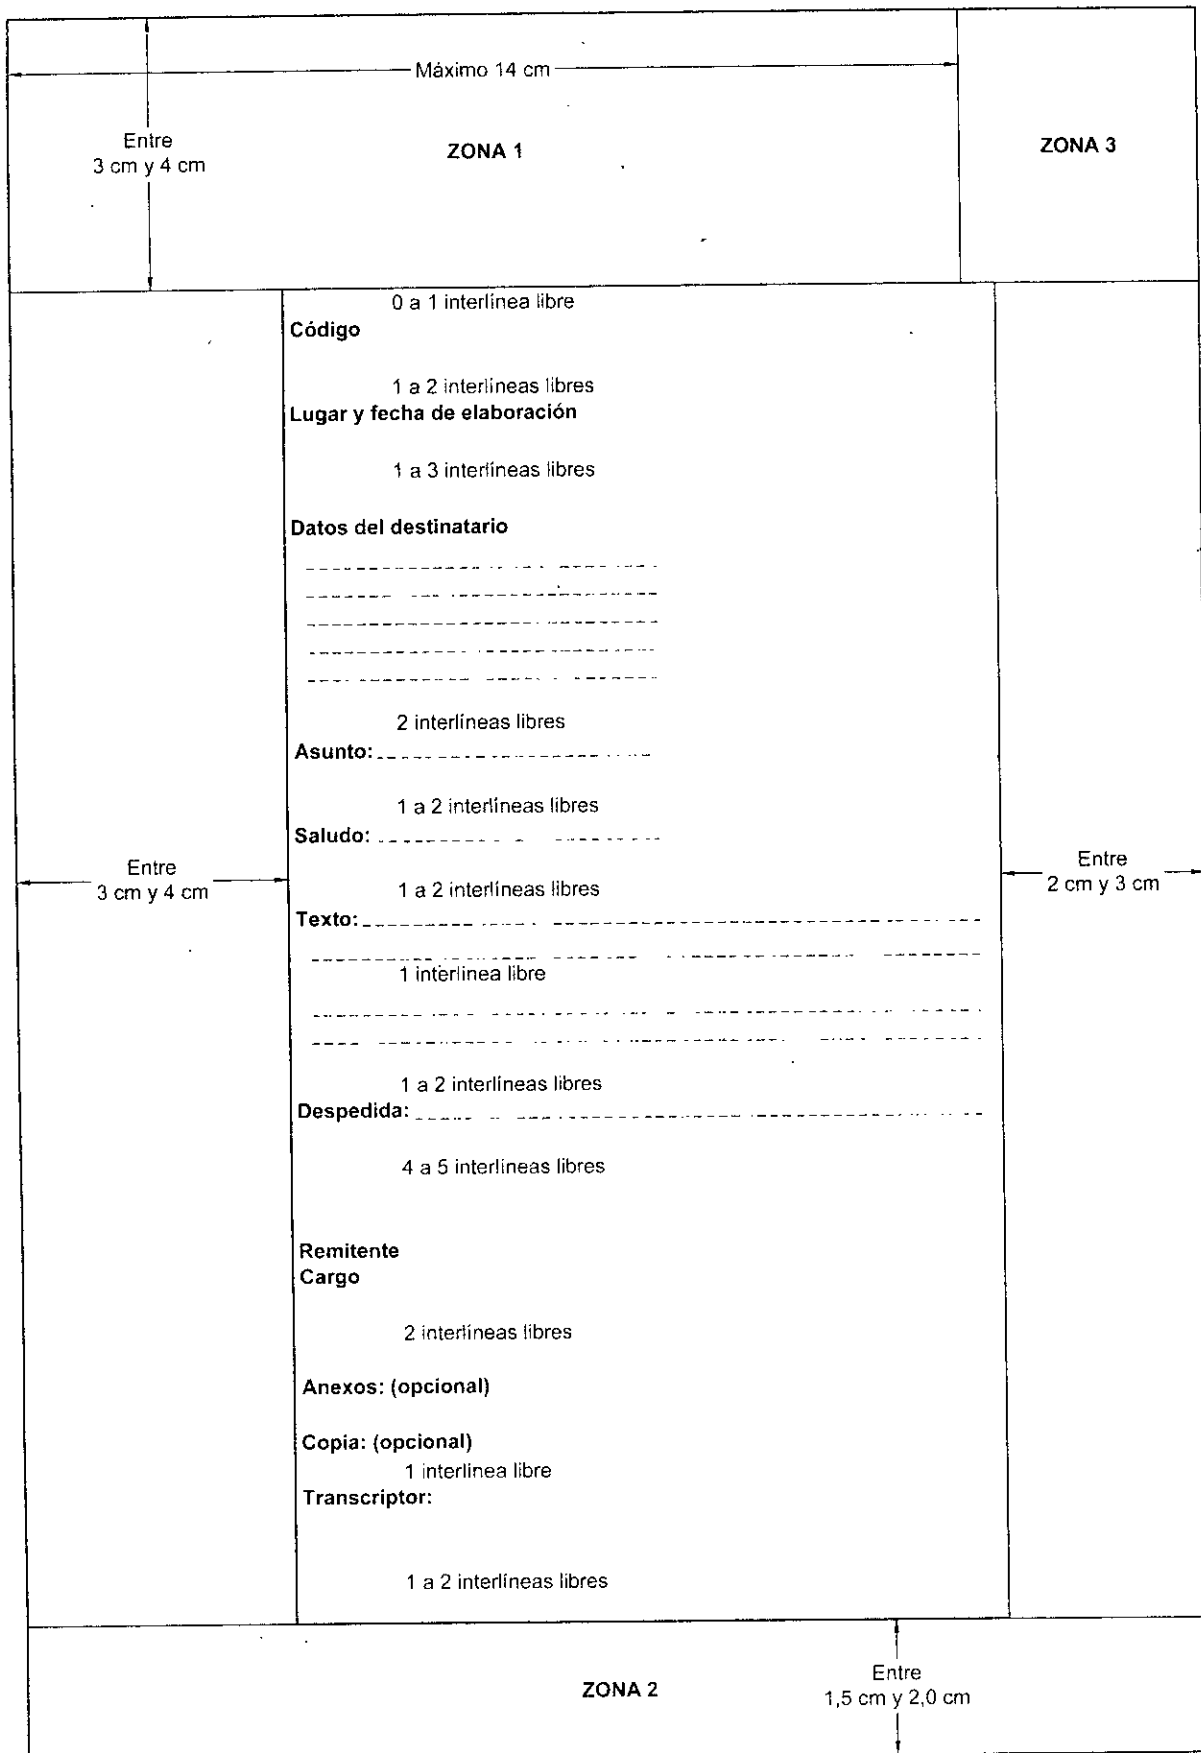 Máximo 14 cm
Entre
3 cm y 4 cm
ZONA 1
ZONA 3
0 a 1 interlínea libre
Código
1 a 2 interlíneas libres
Lugar y fecha de elaboración
1 a 3 interlíneas libres
Datos del destinatario
2 interlíneas libres
Asunto:
1 a 2 interlíneas libres
Saludo:
Entre
3 cm y 4 cm
Entre
2 cm y 3 cm
1 a 2 interlíneas libres
Texto:
1 interlínea libre
1 a 2 interlíneas libres
Despedida:
4 a 5 interlíneas libres
Remitente
Cargo
2 interlíneas libres
Anexos: (opcional)
Copia: (opcional)
1 interlínea libre
Transcriptor:
1 a 2 interlíneas libres
ZONA 2
Entre
1,5 cm y 2,0 cm